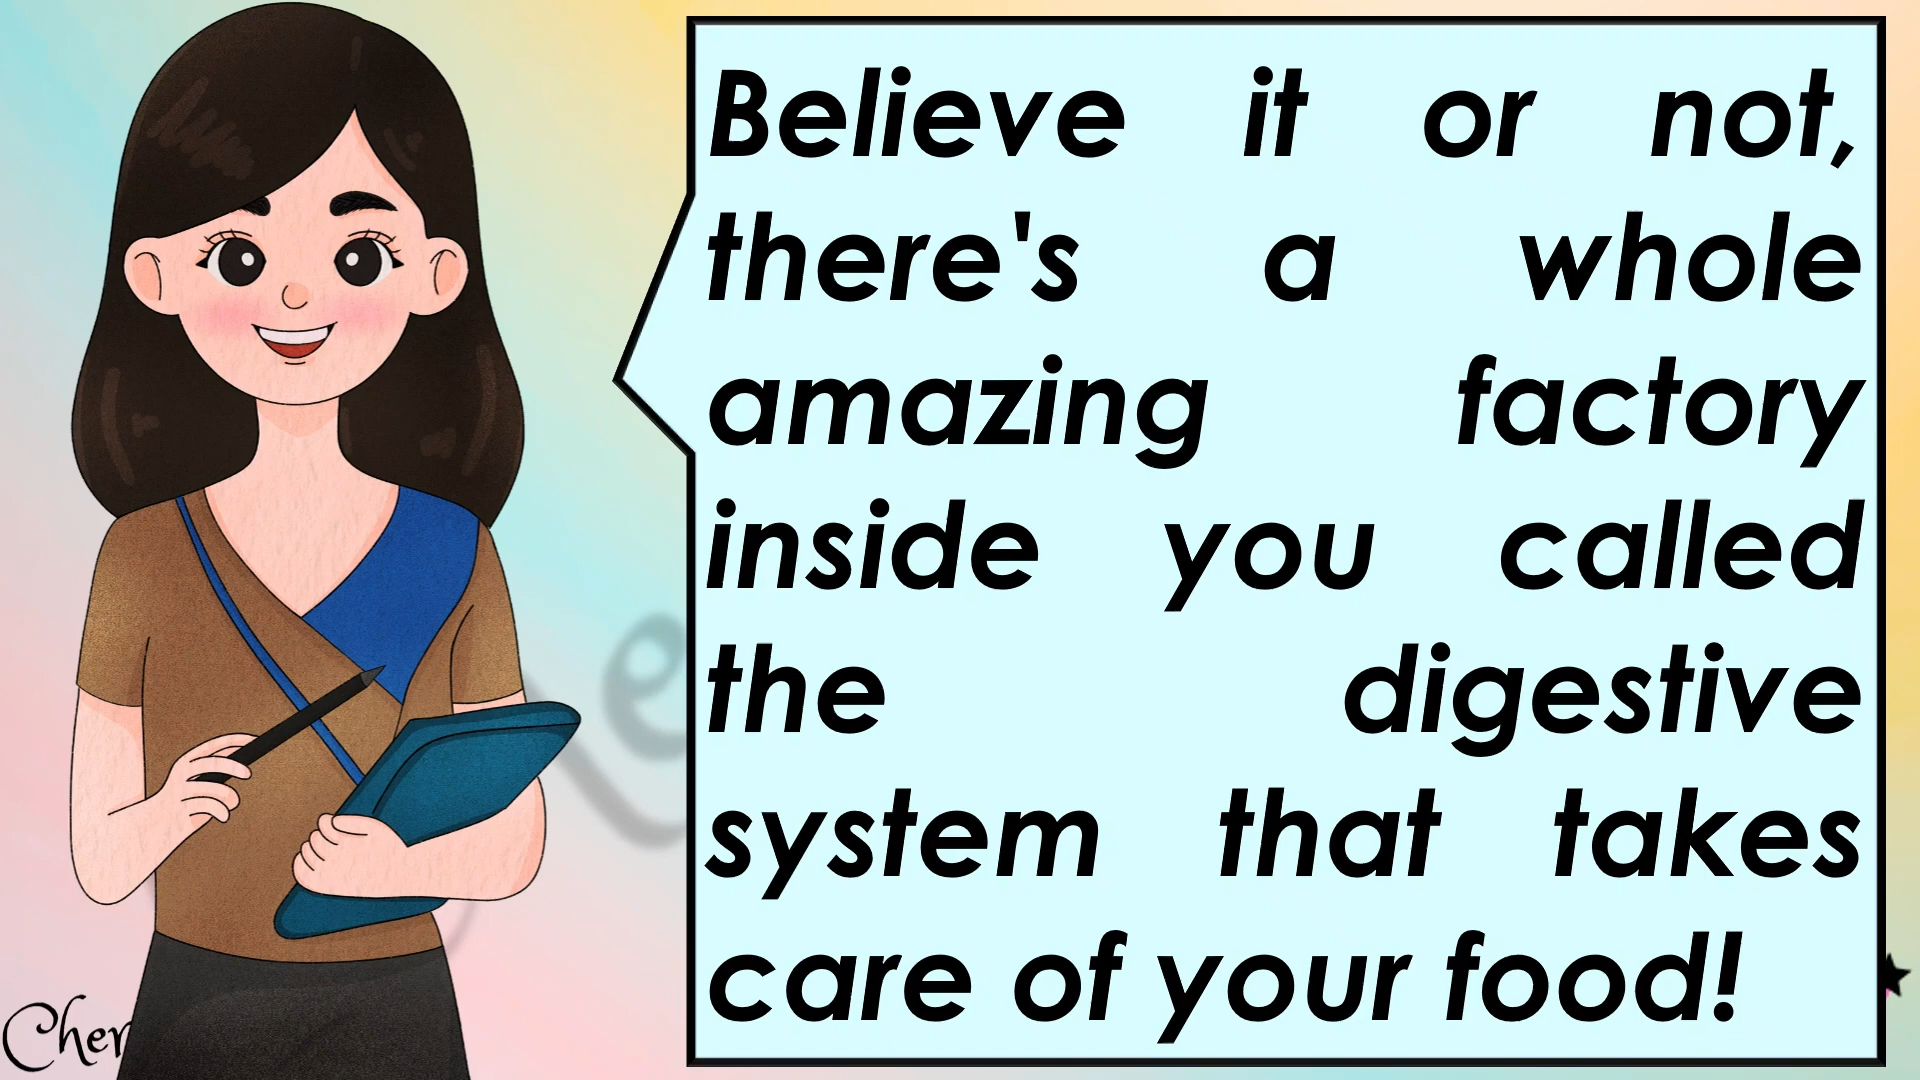 Believe it or not,
there's a whole
amazing factory
inside you called
the digestive
system that takes
care of your food!
Cher